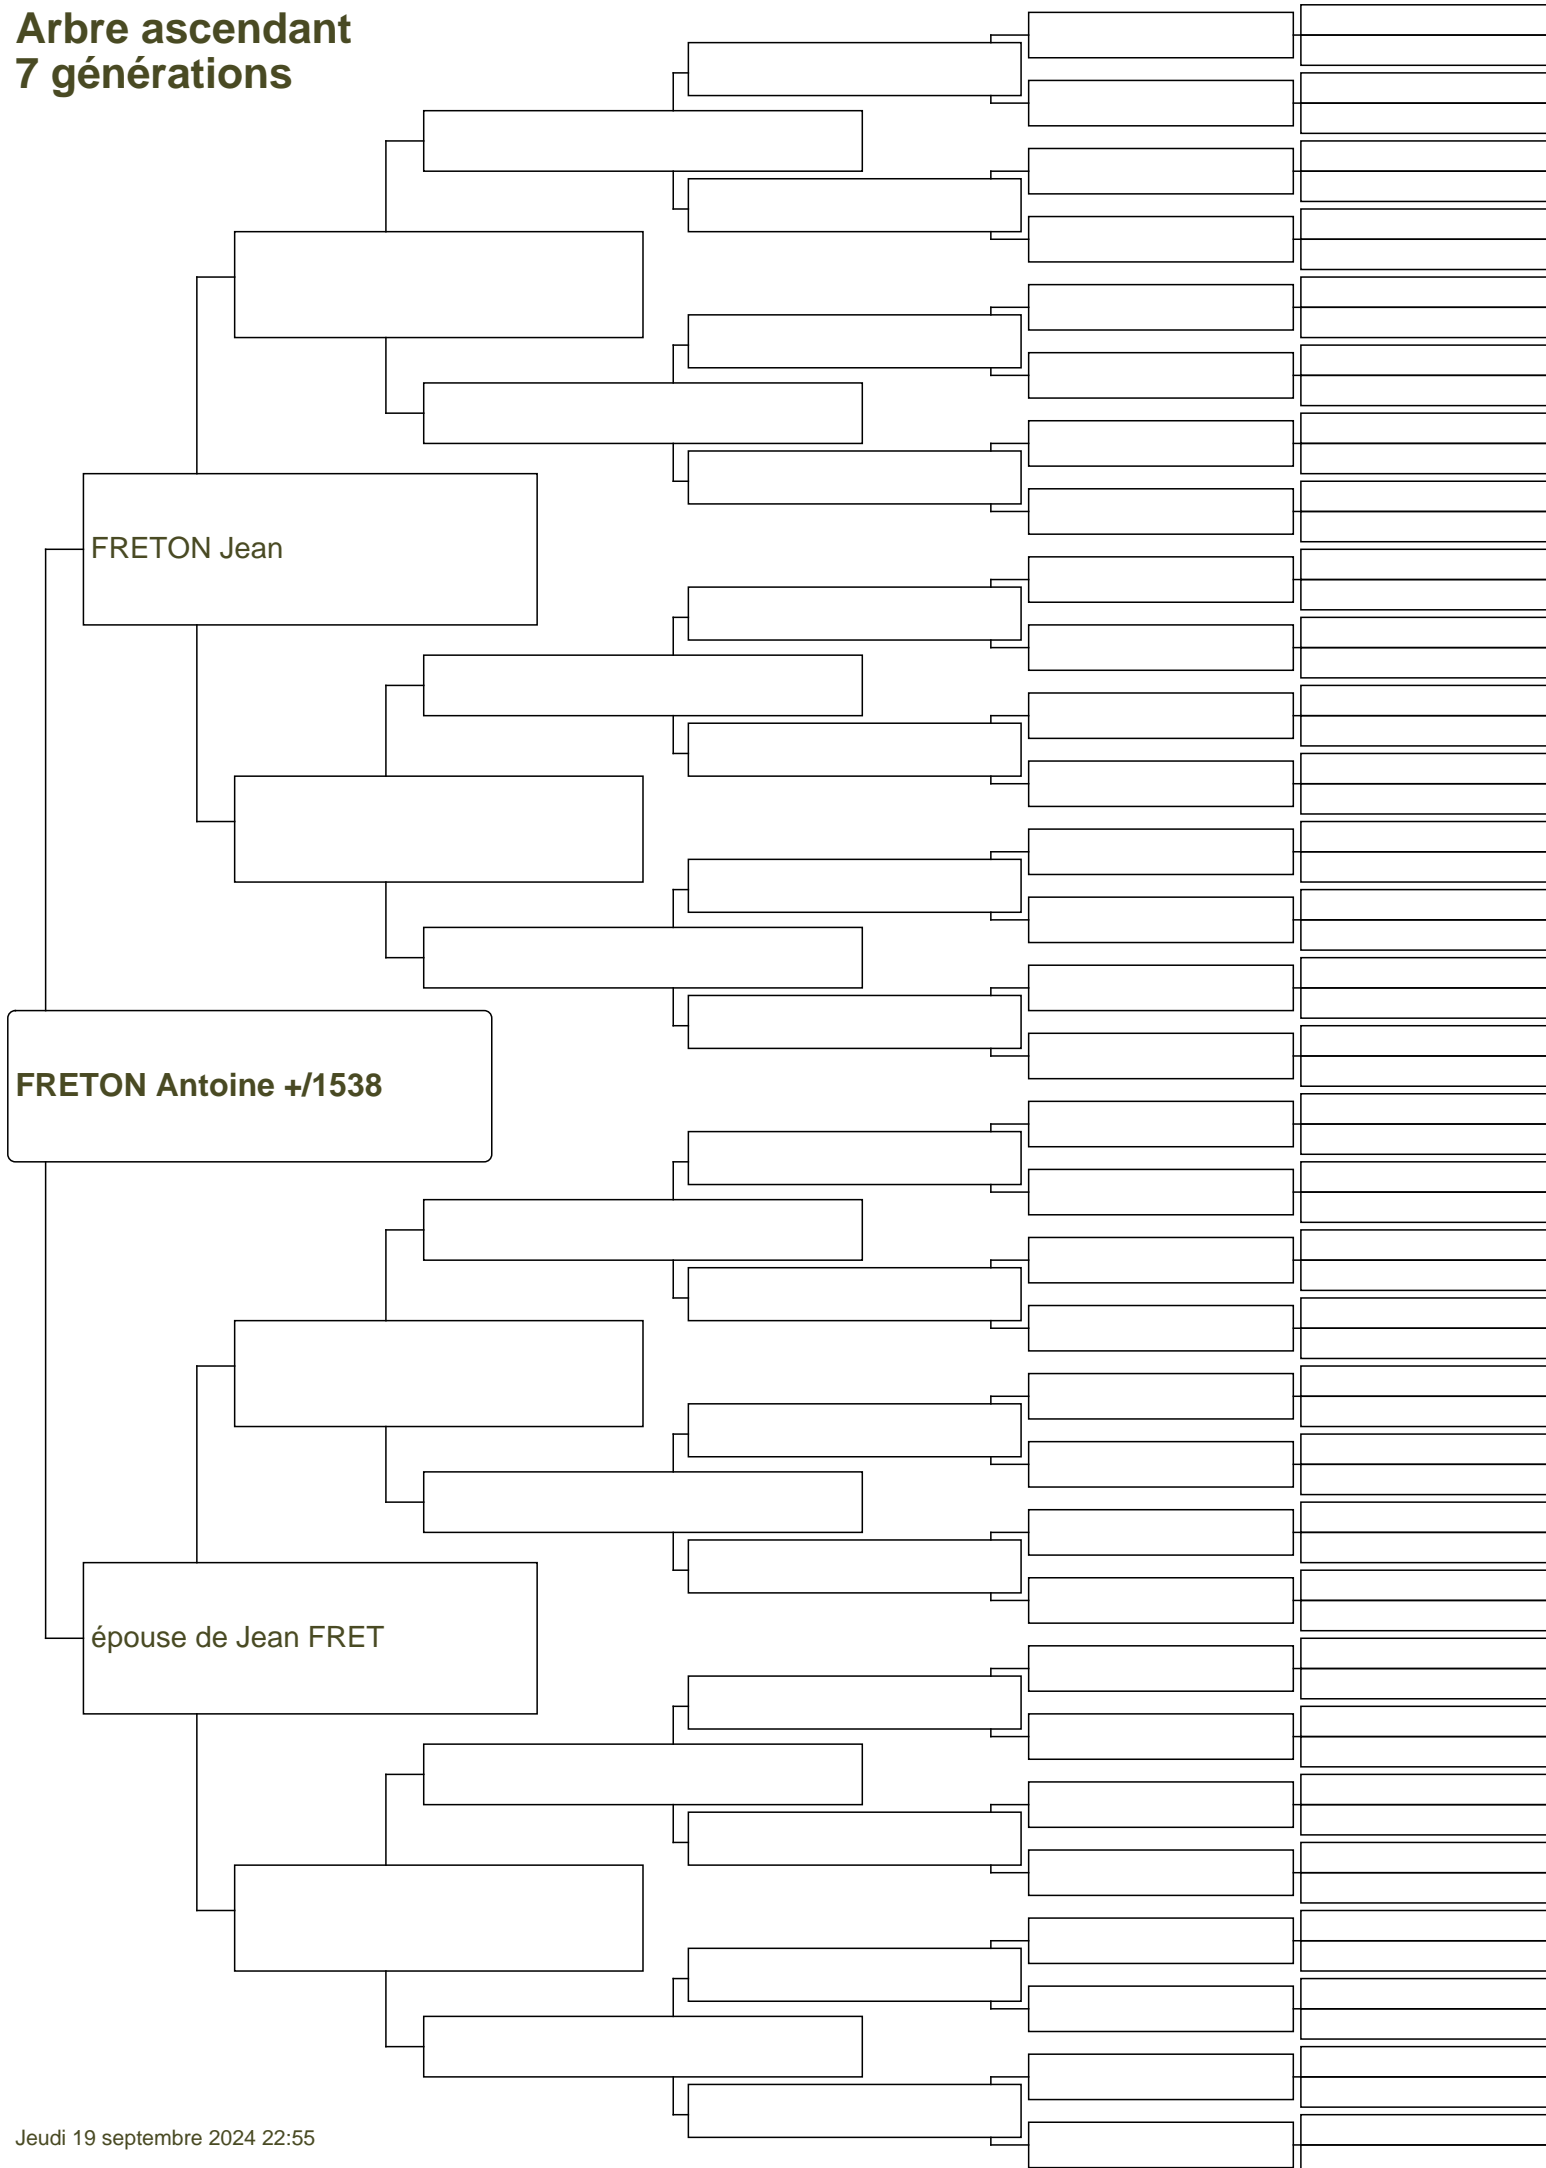 Arbre ascendant
7 générations
FRETON Jean
FRETON Antoine +/1538
épouse de Jean FRET
Jeudi 19 septembre 2024 22:55